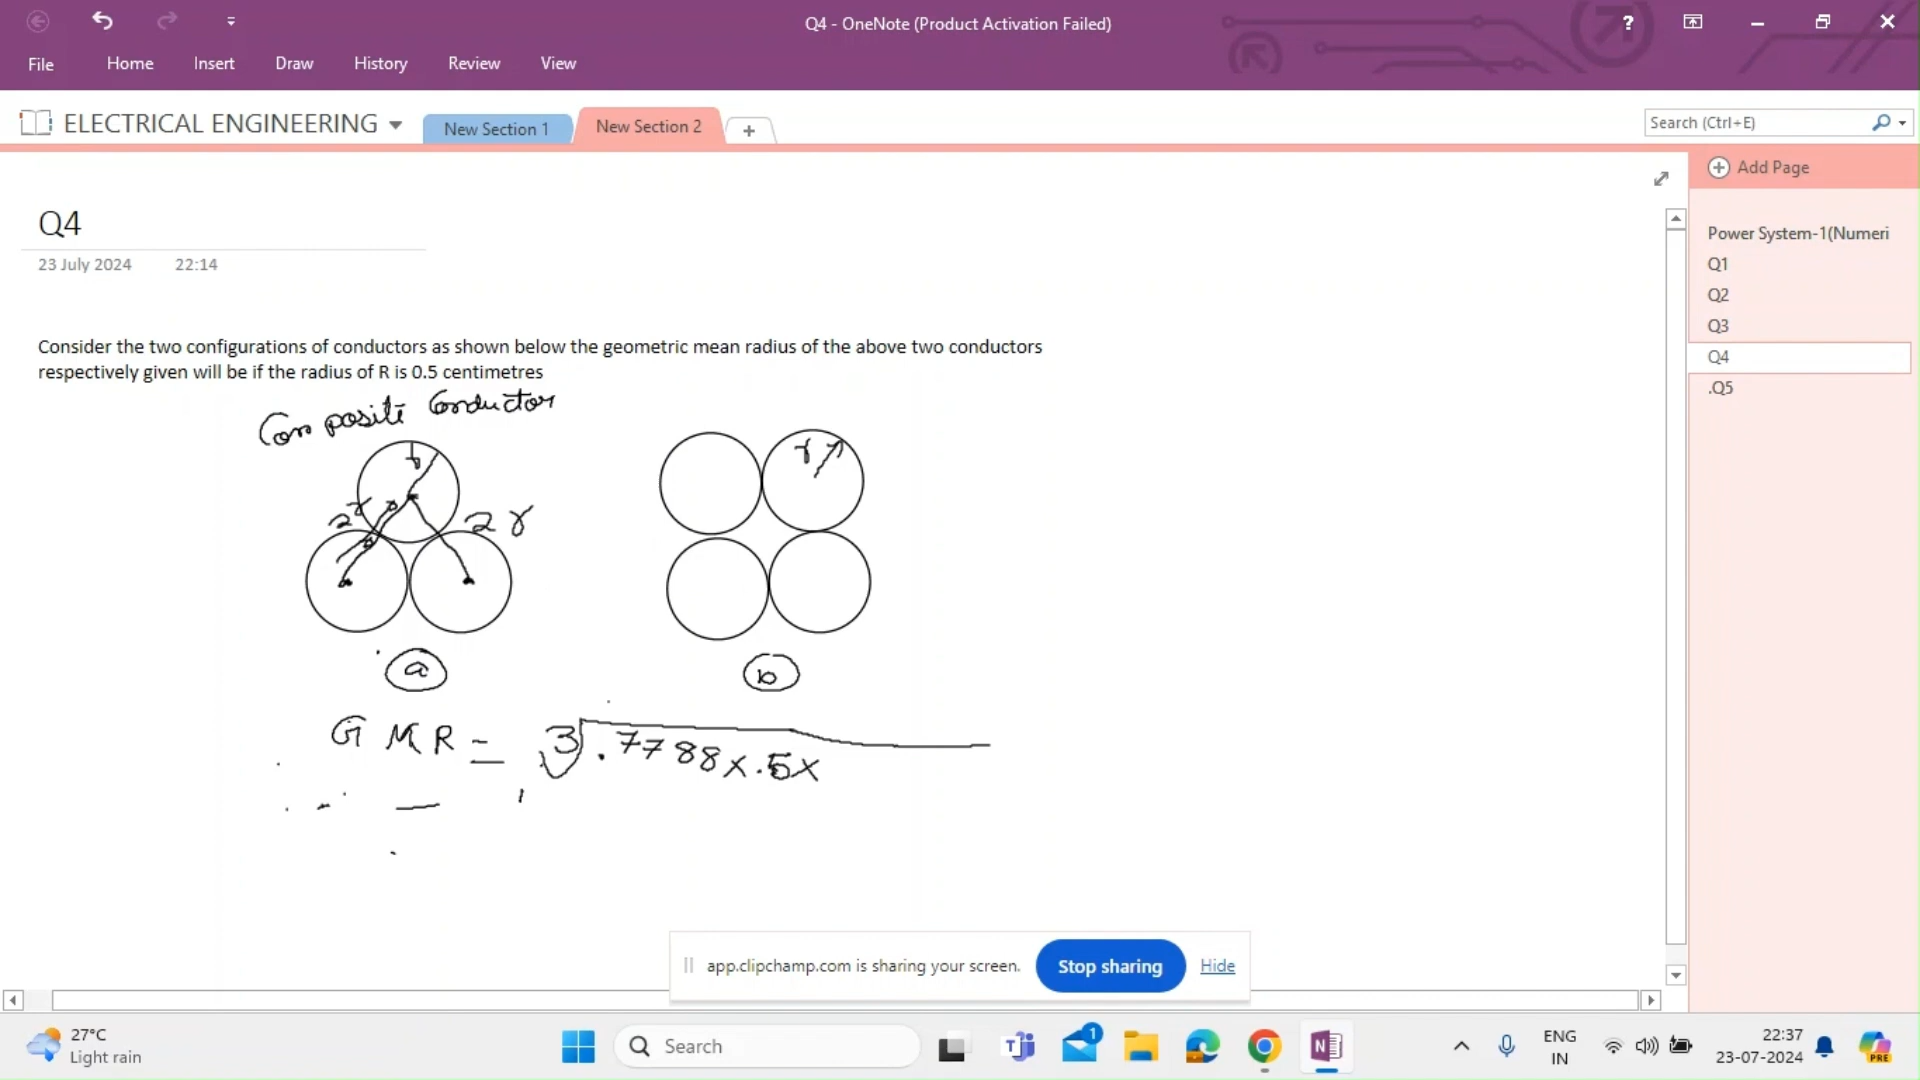 Q4 - OneNote (Product Activation Failed)
?
File Home Insert Draw History Review View
ELECTRICAL ENGINEERING
New Section 1
New Section 2
+
Search (Ctrl+E)
Add Page
Q4
23 July 2024 22:14
Power System-1(Numeri
Q1
Q2
Q3
Q4
.Q5
Consider the two configurations of conductors as shown below the geometric mean radius of the above two conductors
respectively given will be if the radius of R is 0.5 centimetres
Composite Conductor
r
2r
2r
a
b
GMR = 3√.7788x.5x
app.clipchamp.com is sharing your screen.
Stop sharing
Hide
27°C
Light rain
Search
1
ENG
IN
22:37
23-07-2024
PRE